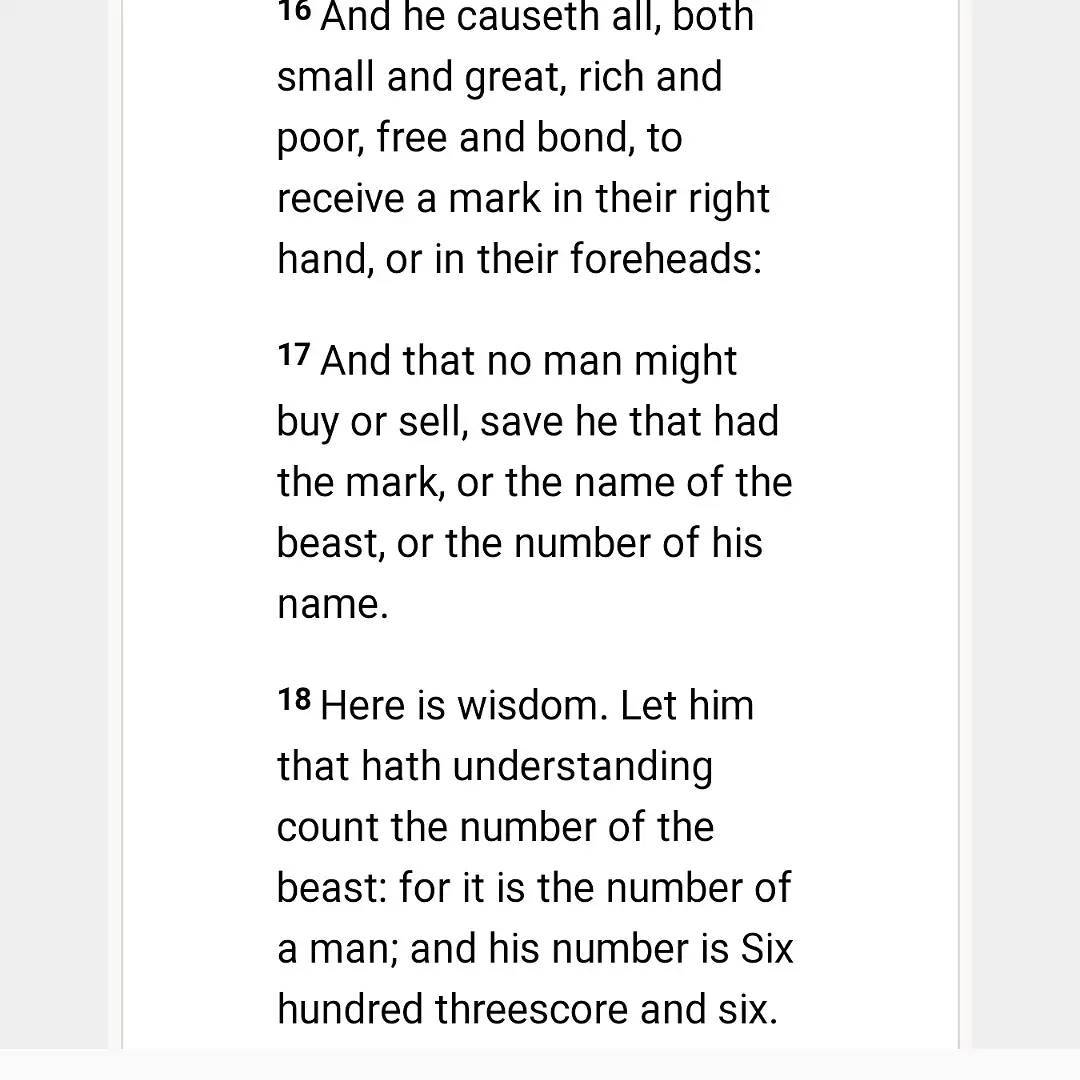 16 And he causeth all, both
small and great, rich and
poor, free and bond, to
receive a mark in their right
hand, or in their foreheads:
17 And that no man might
buy or sell, save he that had
the mark, or the name of the
beast, or the number of his
name.
18 Here is wisdom. Let him
that hath understanding
count the number of the
beast: for it is the number of
a man; and his number is Six
hundred threescore and six.